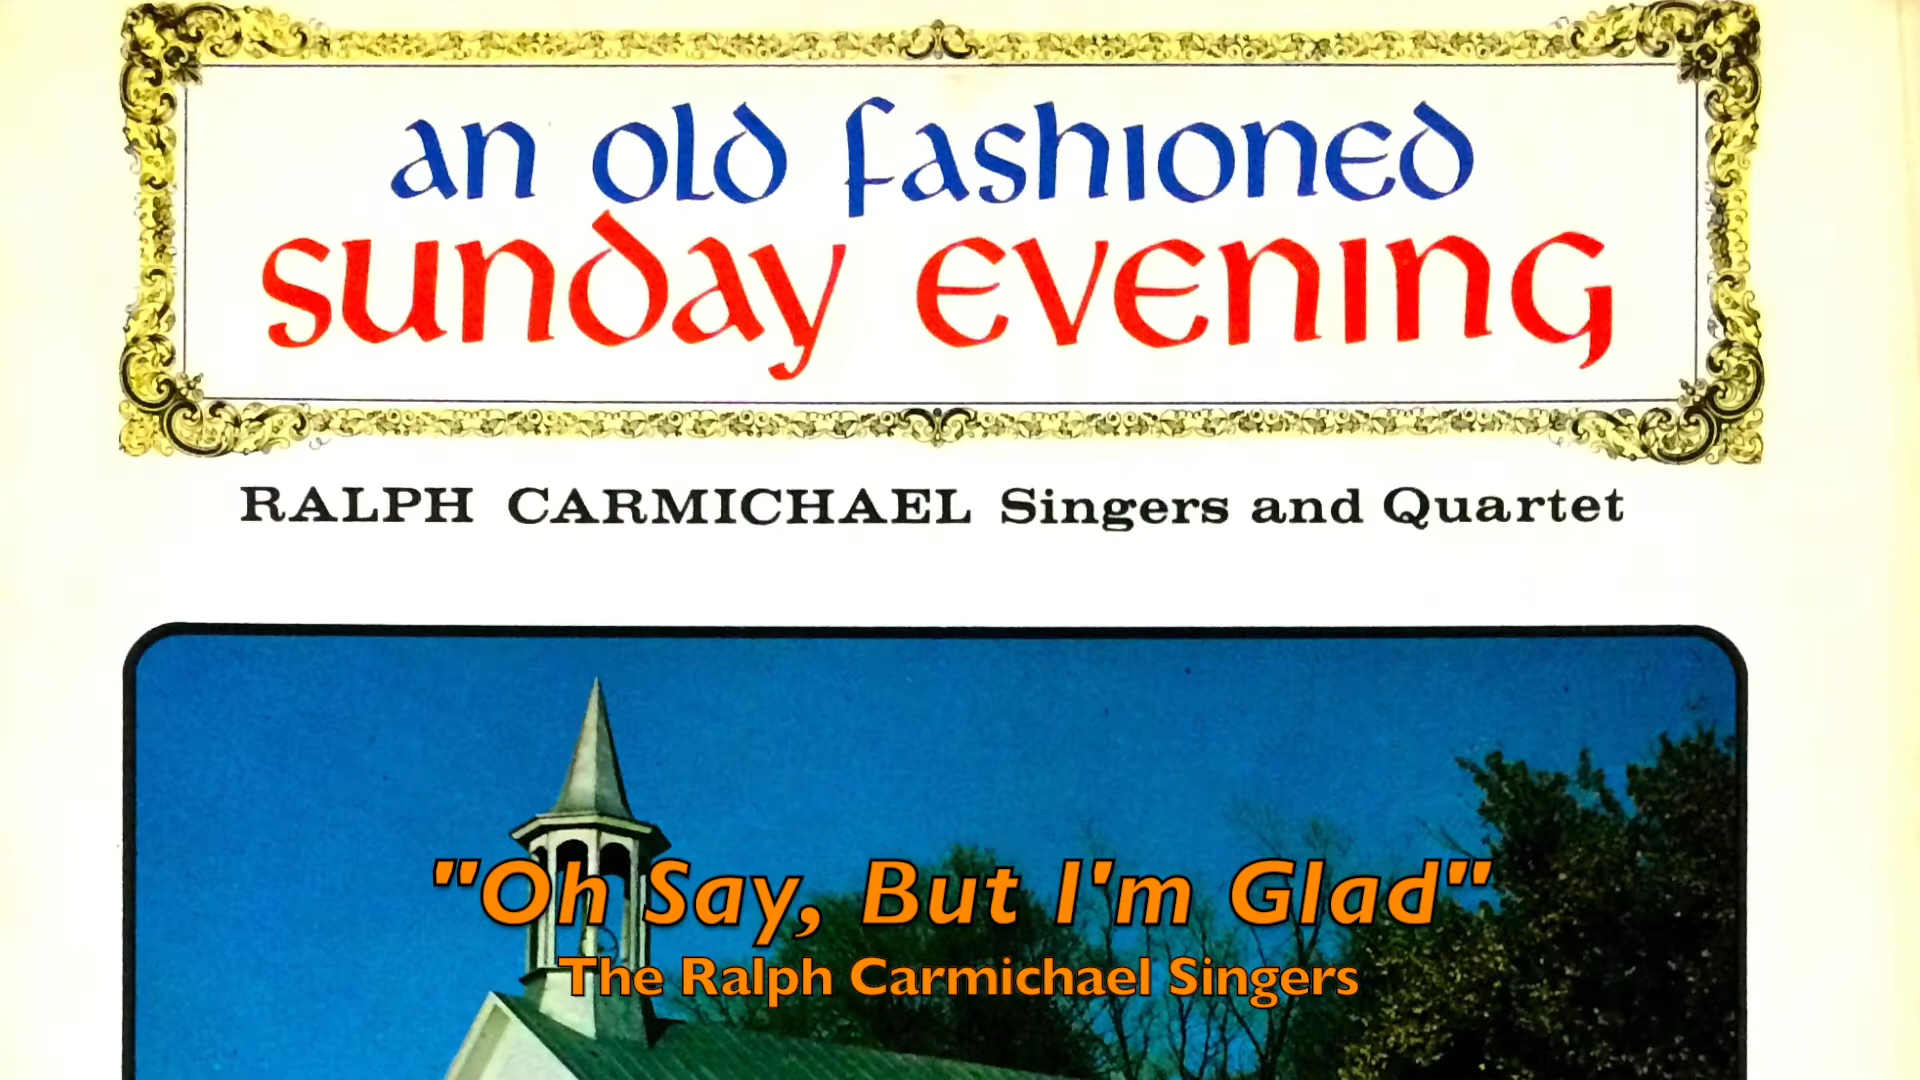 an old fashioned
sunday evening
RALPH CARMICHAEL Singers and Quartet
"Oh Say, But I'm Glad"
The Ralph Carmichael Singers